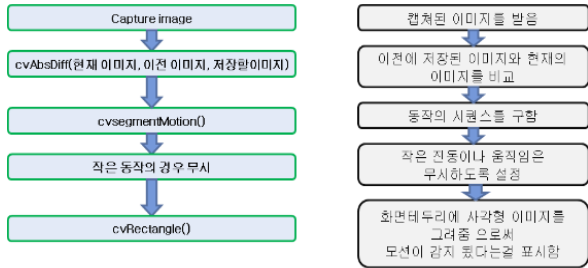 Capture image
cvAbsDiff(현재 이미지, 이전 이미지, 저장할이미지)
cvsegmentMotion()
작은 동작의 경우 무시
cvRectangle()
캡쳐된 이미지를 받음
이전에 저장된 이미지와 현재의
이미지를 비교
동작의 시퀀스를 구함
작은 진동이나 움직임은
무시하도록 설정
화면테두리에 사각형 이미지를
그려줌 으로써
모션이 감지 됐다는걸 표시함